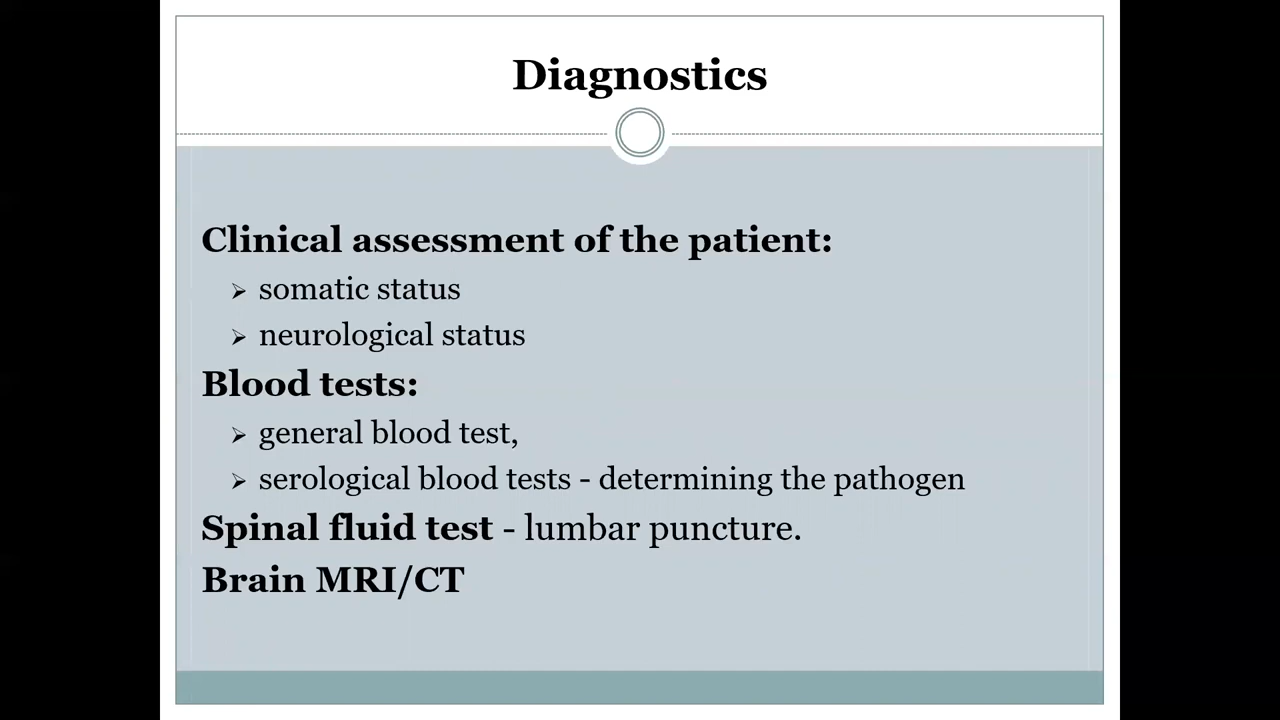 Diagnostics
Clinical assessment of the patient:
➢ somatic status
➢ neurological status
Blood tests:
➢ general blood test,
➢ serological blood tests - determining the pathogen
Spinal fluid test - lumbar puncture.
Brain MRI/CT